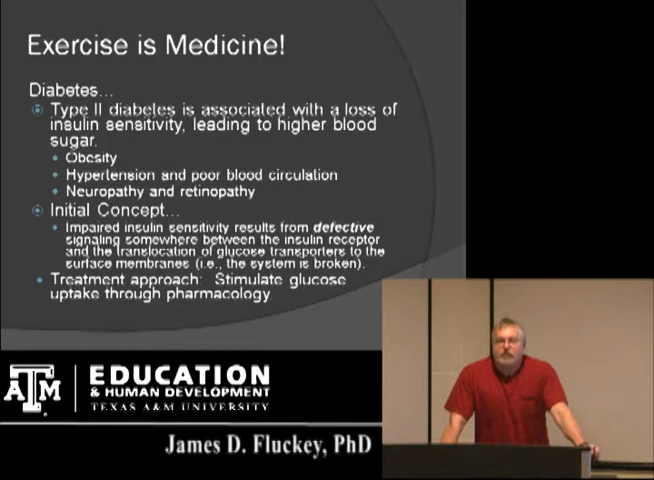 Exercise is Medicine!
Diabetes...
Type II diabetes is associated with a loss of
insulin sensitivity, leading to higher blood
sugar.
Obesity
Hypertension and poor blood circulation
Neuropathy and retinopathy
Initial Concept...
Impaired insulin sensitivity results from defective
signaling somewhere between the insulin receptor
and the translocation of glucose transporters to the
surface membranes (i.e., the system is broken).
Treatment approach: Stimulate glucose
uptake through pharmacology
ATM
EDUCATION
& HUMAN DEVELOPMENT
TEXAS A&M UNIVERSITY
James D. Fluckey, PhD